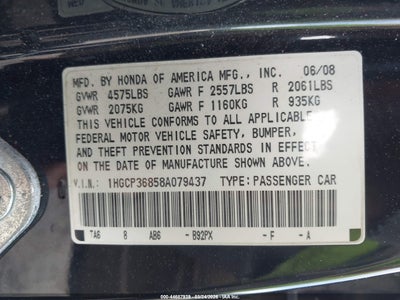 MFD. BY HONDA OF AMERICA MFG., INC. 06/08
GVWR 4575LBS GAWR F 2557LBS R 2061LBS
GVWR 2075KG GAWR F 1160KG R 935KG
THIS VEHICLE CONFORMS TO ALL APPLICABLE
FEDERAL MOTOR VEHICLE SAFETY, BUMPER,
AND THEFT PREVENTION STANDARDS IN EFFECT
ON THE DATE OF MANUFACTURE SHOWN ABOVE.
V.I.N.: 1HGCP36858A079437 TYPE: PASSENGER CAR
TA6 8 AB6 - B92PX - F - A